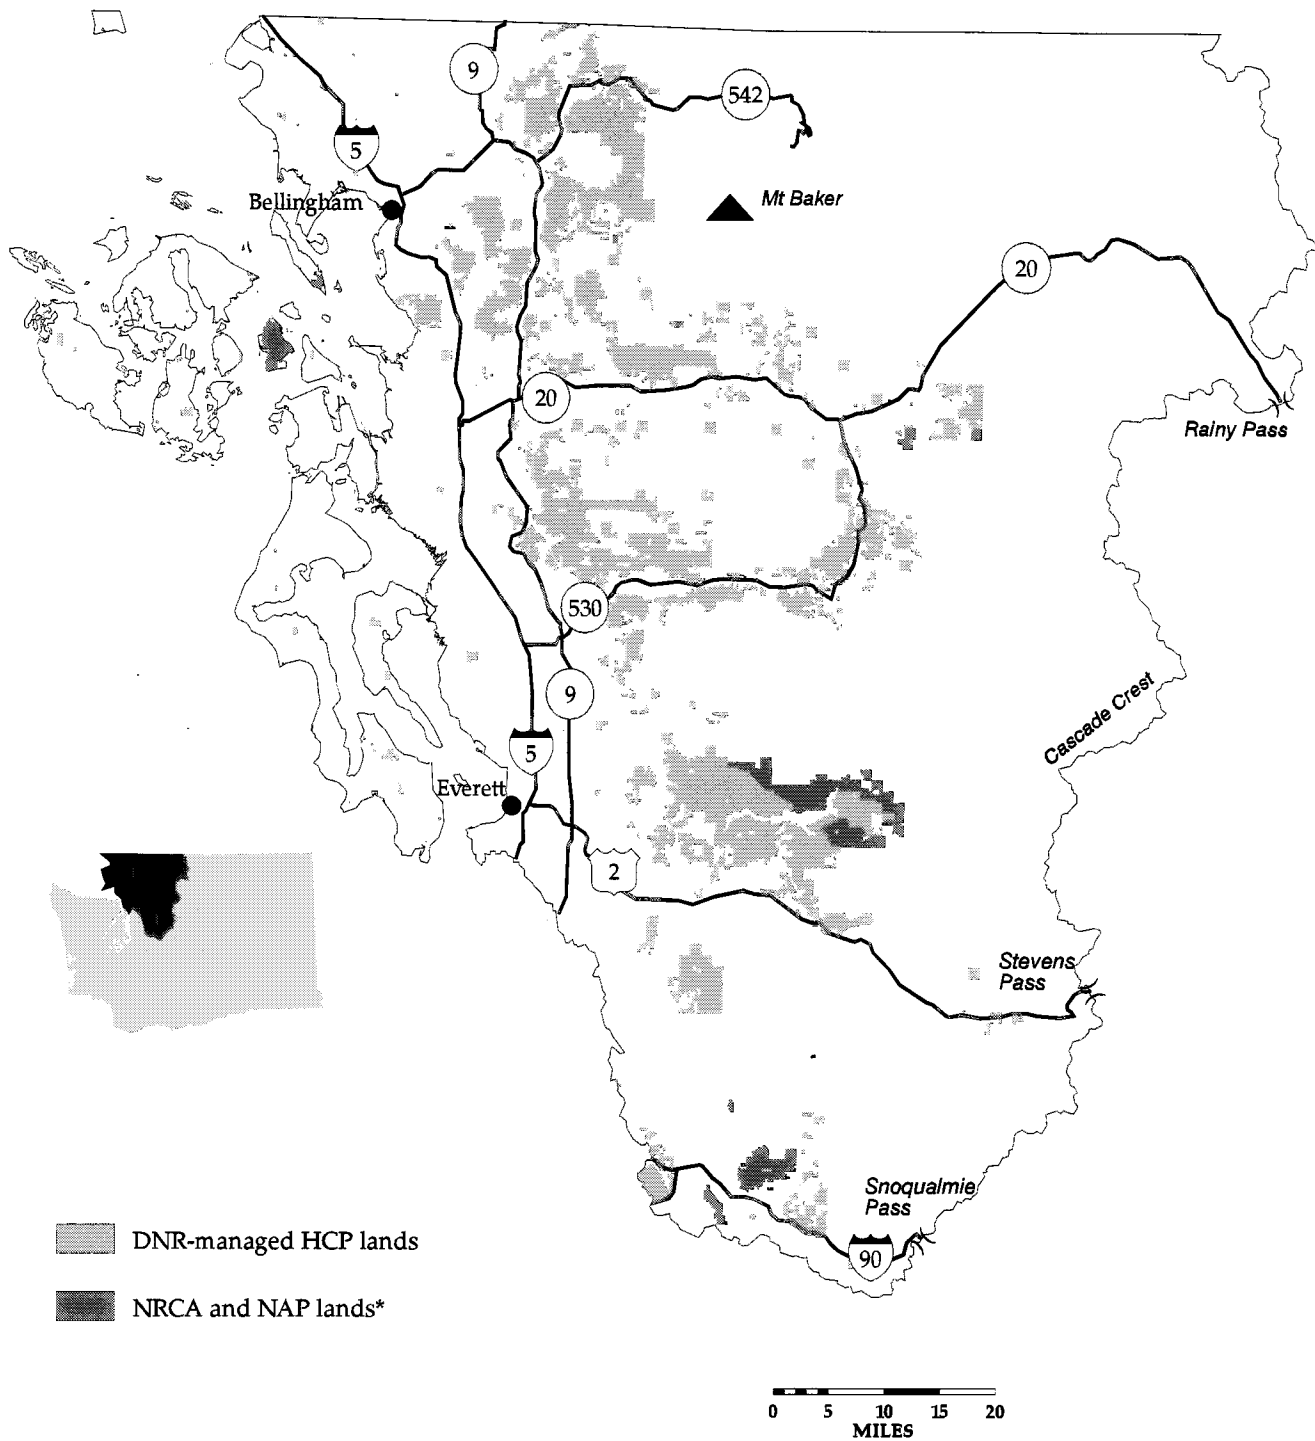 9
542
5
Bellingham
Mt Baker
20
20
Rainy Pass
530
9
Cascade Crest
5
Everett
2
Stevens
Pass
Snoqualmie
Pass
90
DNR-managed HCP lands
NRCA and NAP lands*
0 5 10 15 20
MILES